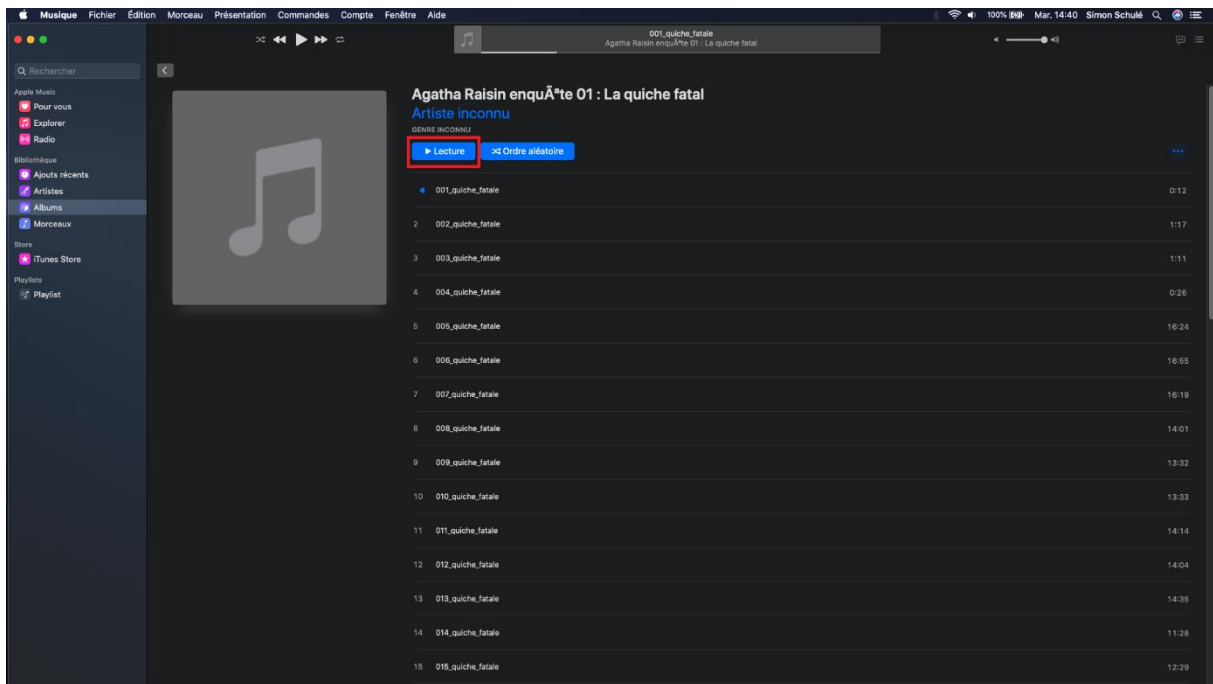 Musique Fichier Édition Morceau Présentation Commandes Compte Fenêtre Aide 100% Mar. 14:40 Simon Schulé
001_quiche_fatale
Agatha Raisin enquÃªte 01 : La quiche fatal
Rechercher
Apple Music
Pour vous
Explorer
Radio
Bibliothèque
Ajouts récents
Artistes
Albums
Morceaux
Store
iTunes Store
Playlists
Playlist
Agatha Raisin enquÃªte 01 : La quiche fatal
Artiste inconnu
GENRE INCONNU
Lecture Ordre aléatoire
001_quiche_fatale 0:12
2 002_quiche_fatale 1:17
3 003_quiche_fatale 1:11
4 004_quiche_fatale 0:26
5 005_quiche_fatale 16:24
6 006_quiche_fatale 16:55
7 007_quiche_fatale 16:19
8 008_quiche_fatale 14:01
9 009_quiche_fatale 13:32
10 010_quiche_fatale 13:33
11 011_quiche_fatale 14:14
12 012_quiche_fatale 14:04
13 013_quiche_fatale 14:35
14 014_quiche_fatale 11:28
15 015_quiche_fatale 12:29